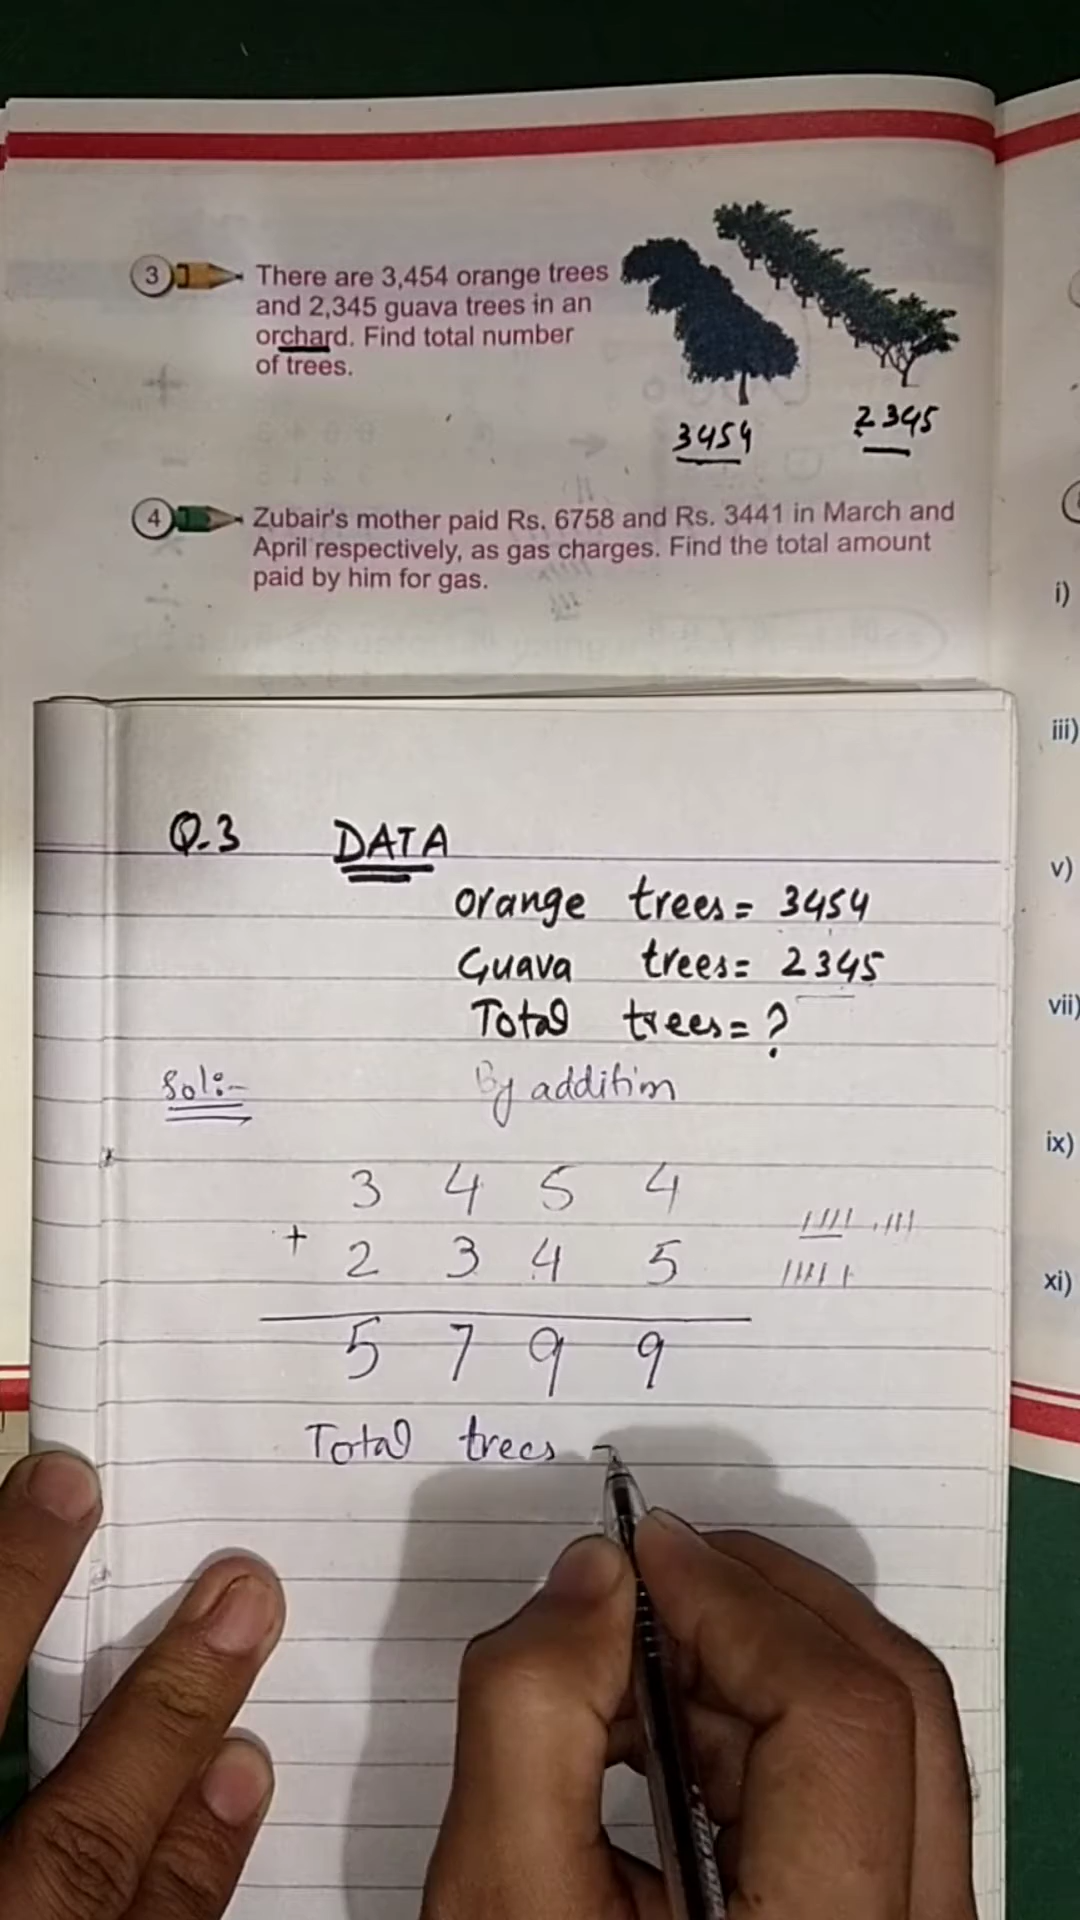 3 There are 3,454 orange trees
and 2,345 guava trees in an
orchard. Find total number
of trees.
3454
2345
4 Zubair's mother paid Rs. 6758 and Rs. 3441 in March and
April respectively, as gas charges. Find the total amount
paid by him for gas.
i)
iii)
v)
vii)
ix)
xi)
Q.3 DATA
orange trees = 3454
Guava trees = 2345
Total trees = ?
Sol:- By addition
3 4 5 4
+ 2 3 4 5
5 7 9 9
Total trees